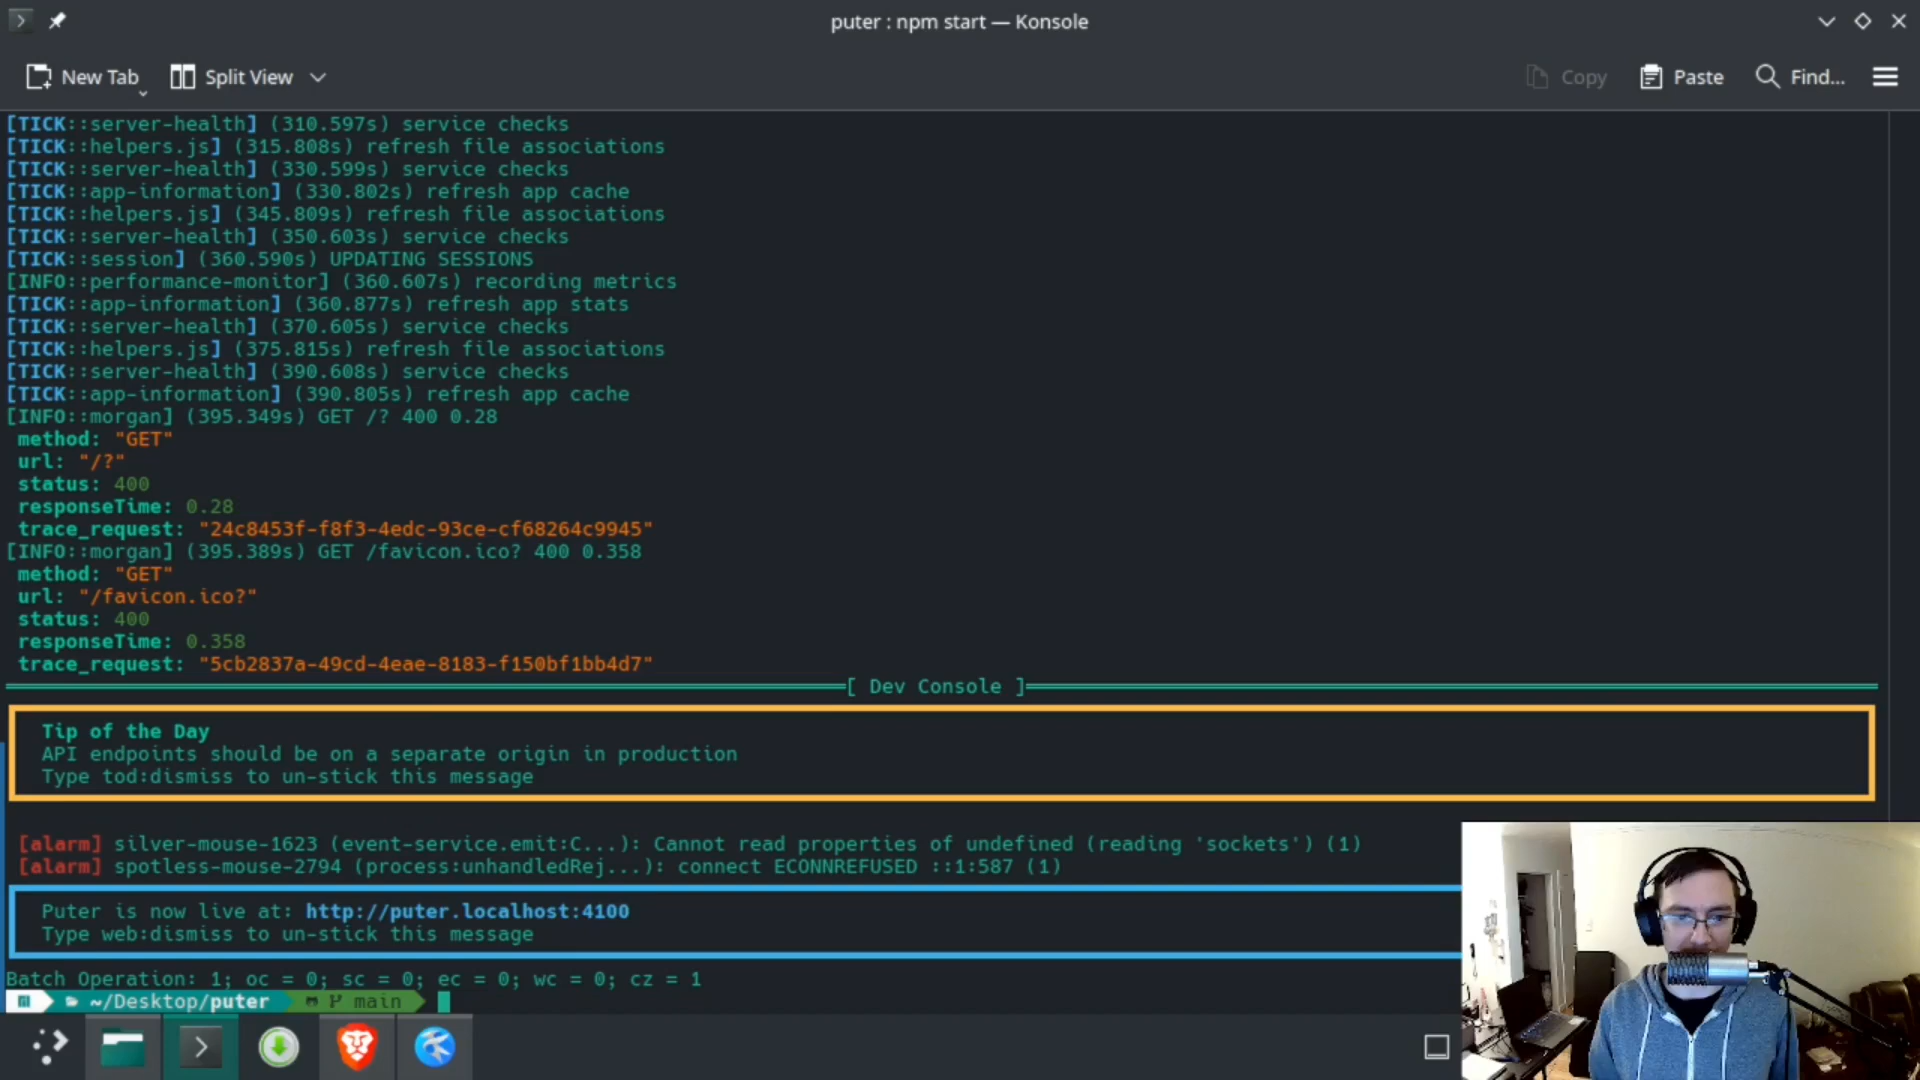 puter : npm start — Konsole
New Tab Split View Copy Paste Find...
[TICK::server-health] (310.597s) service checks
[TICK::helpers.js] (315.808s) refresh file associations
[TICK::server-health] (330.599s) service checks
[TICK::app-information] (330.802s) refresh app cache
[TICK::helpers.js] (345.809s) refresh file associations
[TICK::server-health] (350.603s) service checks
[TICK::session] (360.590s) UPDATING SESSIONS
[INFO::performance-monitor] (360.607s) recording metrics
[TICK::app-information] (360.877s) refresh app stats
[TICK::server-health] (370.605s) service checks
[TICK::helpers.js] (375.815s) refresh file associations
[TICK::server-health] (390.608s) service checks
[TICK::app-information] (390.805s) refresh app cache
[INFO::morgan] (395.349s) GET /? 400 0.28
method: "GET"
url: "/?"
status: 400
responseTime: 0.28
trace_request: "24c8453f-f8f3-4edc-93ce-cf68264c9945"
[INFO::morgan] (395.389s) GET /favicon.ico? 400 0.358
method: "GET"
url: "/favicon.ico?"
status: 400
responseTime: 0.358
trace_request: "5cb2837a-49cd-4eae-8183-f150bf1bb4d7"
[ Dev Console ]
Tip of the Day
API endpoints should be on a separate origin in production
Type tod:dismiss to un-stick this message
[alarm] silver-mouse-1623 (event-service.emit:C...): Cannot read properties of undefined (reading 'sockets') (1)
[alarm] spotless-mouse-2794 (process:unhandledRej...): connect ECONNREFUSED ::1:587 (1)
Puter is now live at: http://puter.localhost:4100
Type web:dismiss to un-stick this message
Batch Operation: 1; oc = 0; sc = 0; ec = 0; wc = 0; cz = 1
~/Desktop/puter main